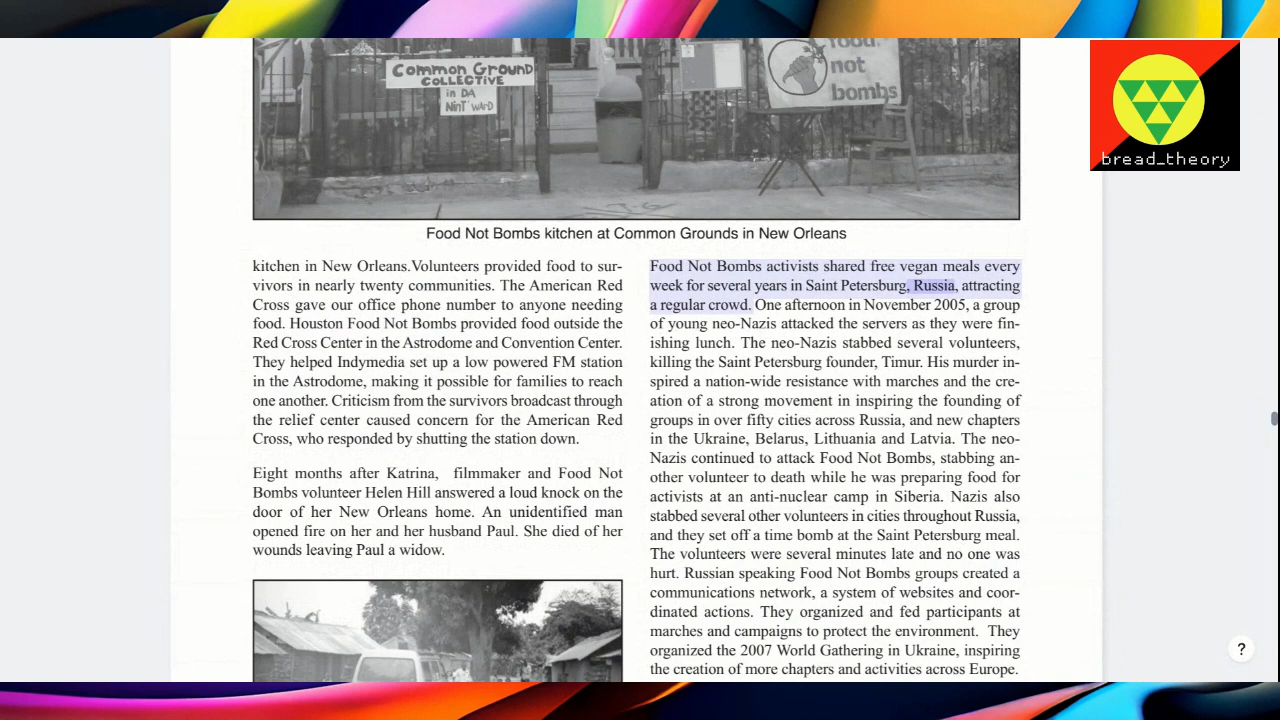 Common Ground
COLLECTIVE
in DA
NiNT WARD
food
not
bombs
bread_theory
Food Not Bombs kitchen at Common Grounds in New Orleans
kitchen in New Orleans.Volunteers provided food to sur-
vivors in nearly twenty communities. The American Red
Cross gave our office phone number to anyone needing
food. Houston Food Not Bombs provided food outside the
Red Cross Center in the Astrodome and Convention Center.
They helped Indymedia set up a low powered FM station
in the Astrodome, making it possible for families to reach
one another. Criticism from the survivors broadcast through
the relief center caused concern for the American Red
Cross, who responded by shutting the station down.
Eight months after Katrina, filmmaker and Food Not
Bombs volunteer Helen Hill answered a loud knock on the
door of her New Orleans home. An unidentified man
opened fire on her and her husband Paul. She died of her
wounds leaving Paul a widow.
Food Not Bombs activists shared free vegan meals every
week for several years in Saint Petersburg, Russia, attracting
a regular crowd. One afternoon in November 2005, a group
of young neo-Nazis attacked the servers as they were fin-
ishing lunch. The neo-Nazis stabbed several volunteers,
killing the Saint Petersburg founder, Timur. His murder in-
spired a nation-wide resistance with marches and the cre-
ation of a strong movement in inspiring the founding of
groups in over fifty cities across Russia, and new chapters
in the Ukraine, Belarus, Lithuania and Latvia. The neo-
Nazis continued to attack Food Not Bombs, stabbing an-
other volunteer to death while he was preparing food for
activists at an anti-nuclear camp in Siberia. Nazis also
stabbed several other volunteers in cities throughout Russia,
and they set off a time bomb at the Saint Petersburg meal.
The volunteers were several minutes late and no one was
hurt. Russian speaking Food Not Bombs groups created a
communications network, a system of websites and coor-
dinated actions. They organized and fed participants at
marches and campaigns to protect the environment. They
organized the 2007 World Gathering in Ukraine, inspiring
the creation of more chapters and activities across Europe.
?